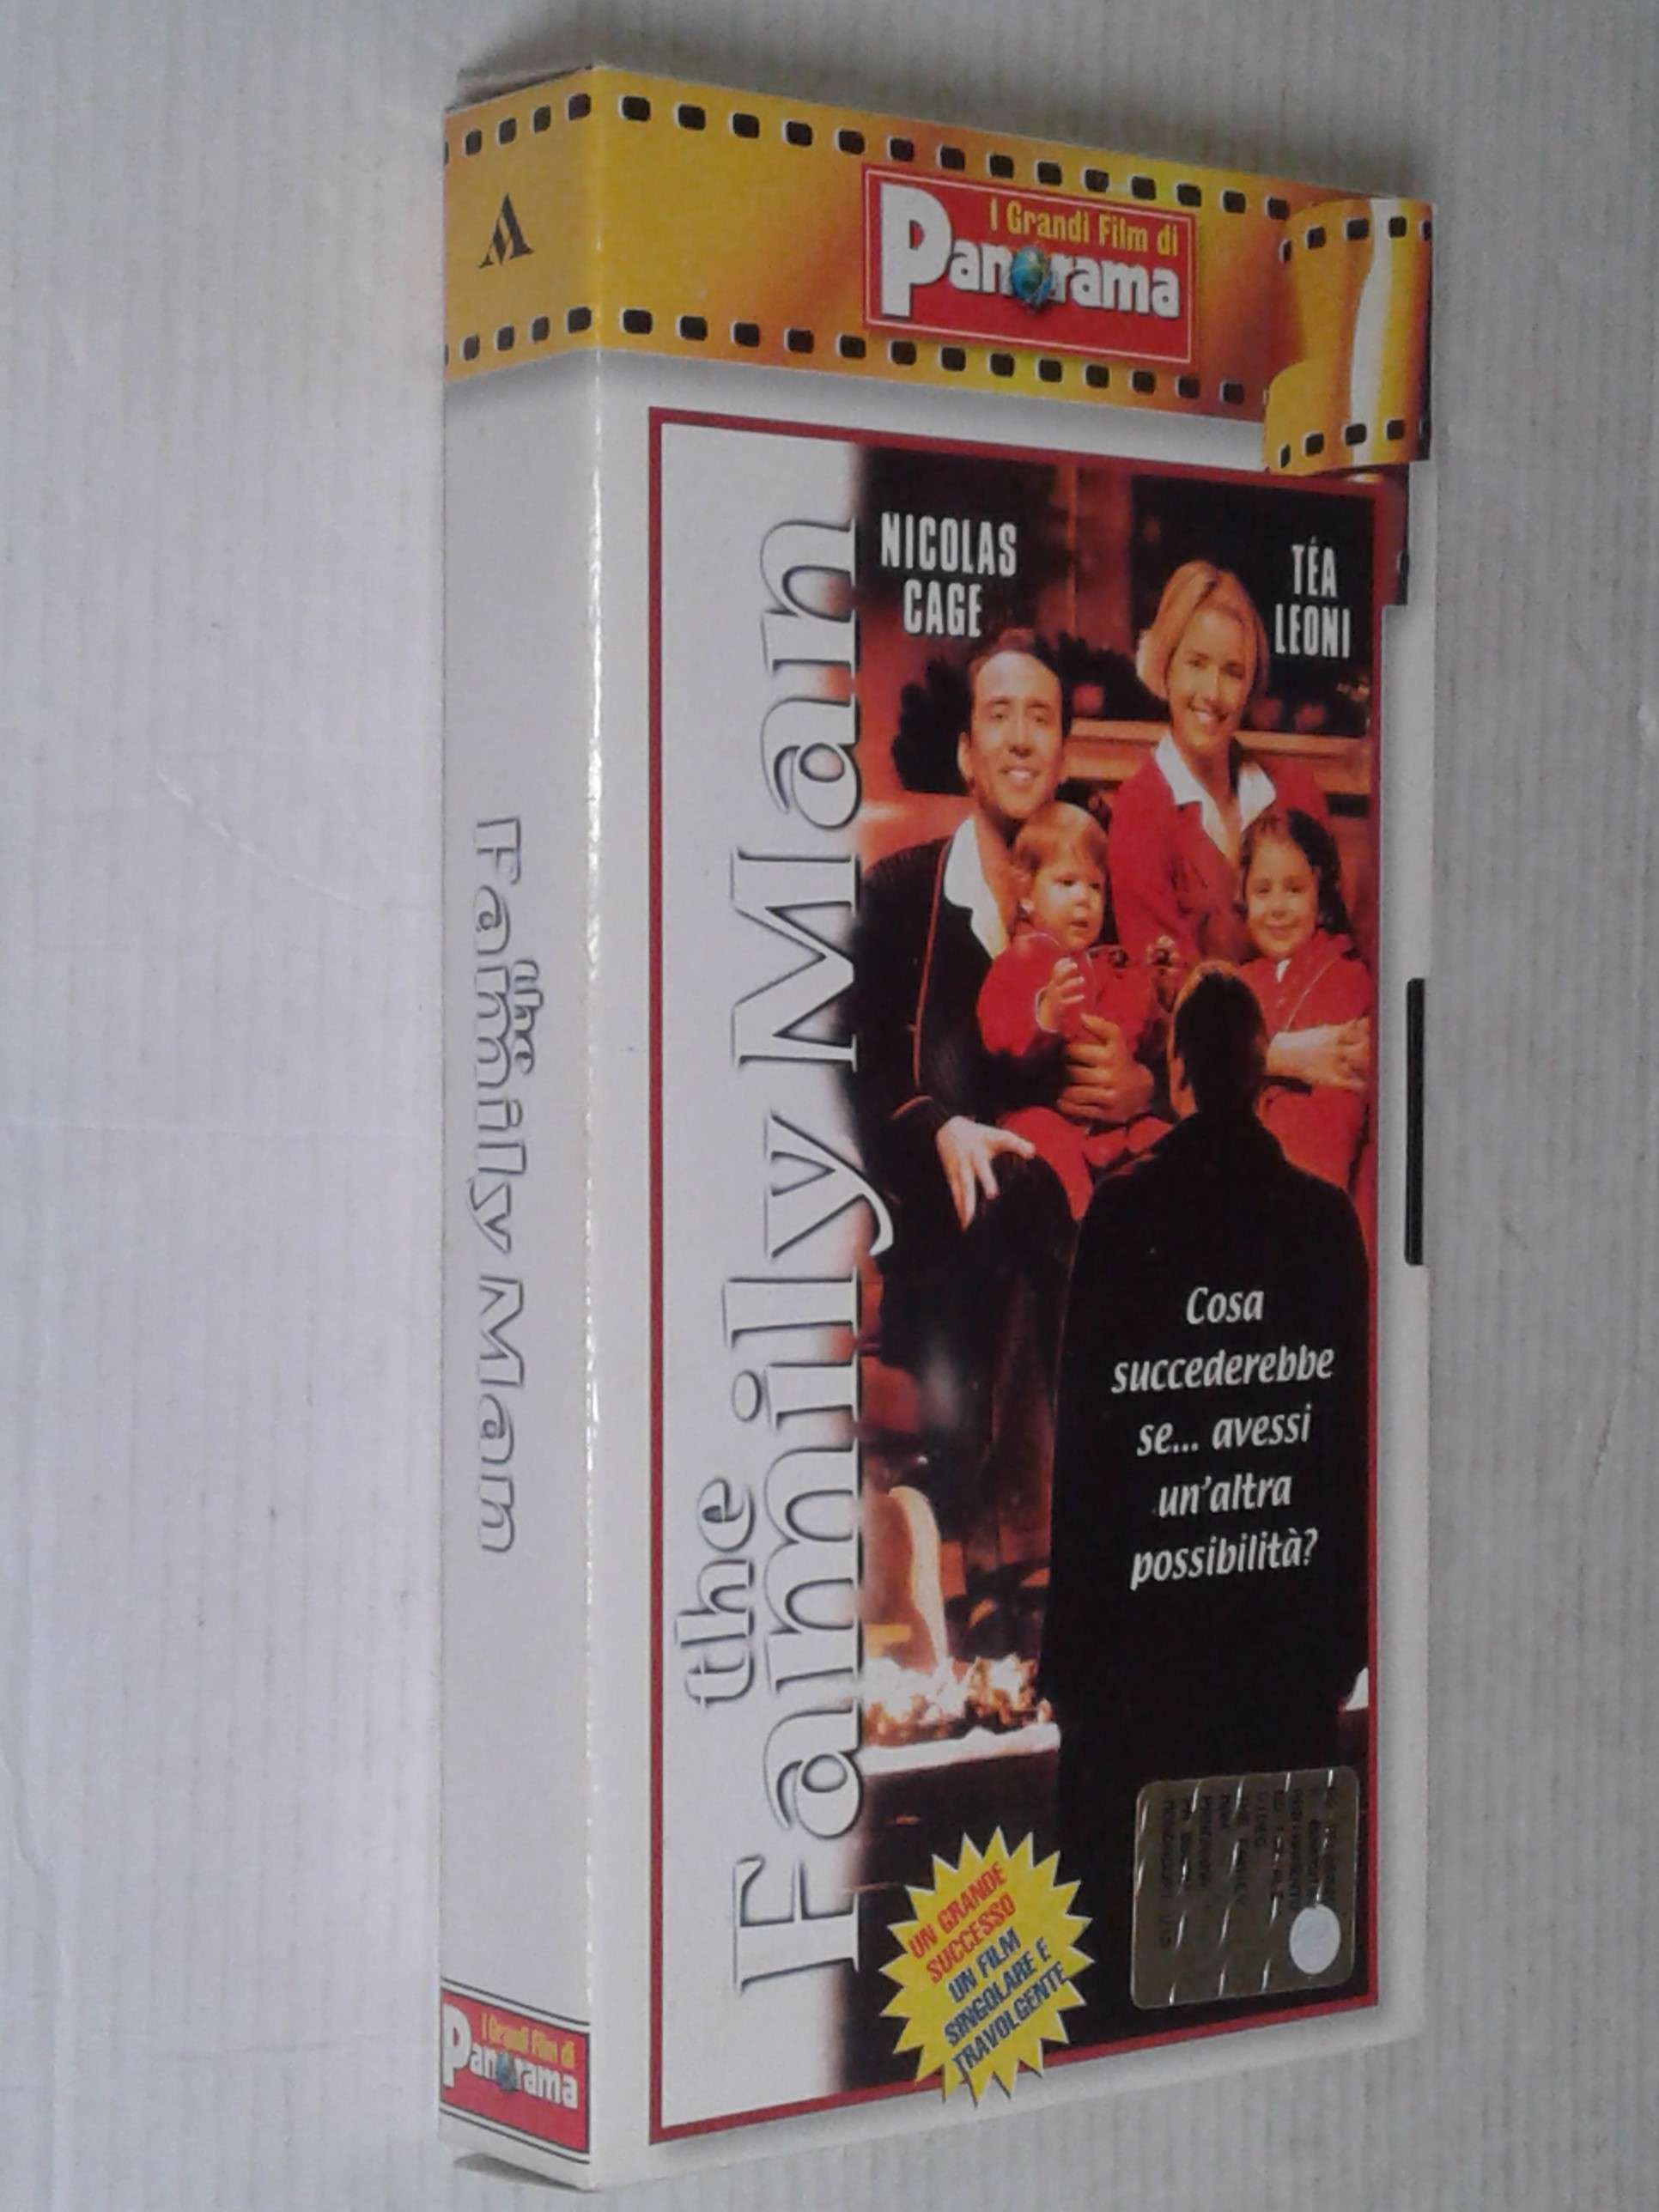 I Grandi Film di
Panorama
NICOLAS
CAGE
TÉA
LEONI
the
Family Man
Cosa
succederebbe
se... avessi
un'altra
possibilità?
UN GRANDE
SUCCESSO
UN FILM
SINGOLARE E
TRAVOLGENTE
the
Family Man
I Grandi Film di
Panorama